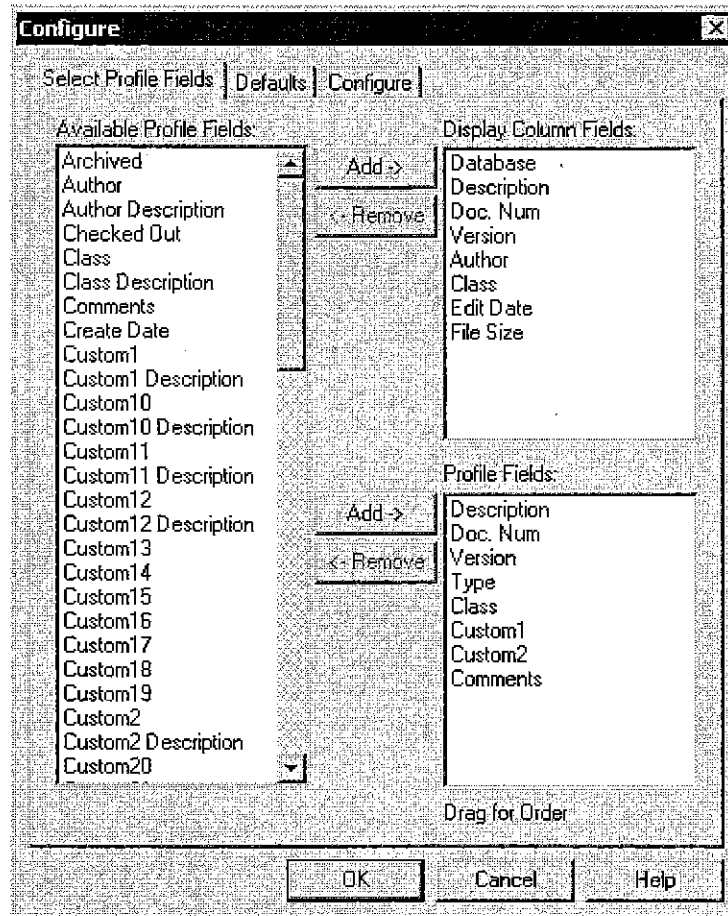 Configure
Select Profile Fields
Defaults
Configure
Available Profile Fields:
Archived
Author
Author Description
Checked Out
Class
Class Description
Comments
Create Date
Custom1
Custom1 Description
Custom10
Custom10 Description
Custom11
Custom11 Description
Custom12
Custom12 Description
Custom13
Custom14
Custom15
Custom16
Custom17
Custom18
Custom19
Custom2
Custom2 Description
Custom20
Add ->
<- Remove
Display Column Fields:
Database
Description
Doc. Num
Version
Author
Class
Edit Date
File Size
Add ->
<- Remove
Profile Fields:
Description
Doc. Num
Version
Type
Class
Custom1
Custom2
Comments
Drag for Order
OK
Cancel
Help